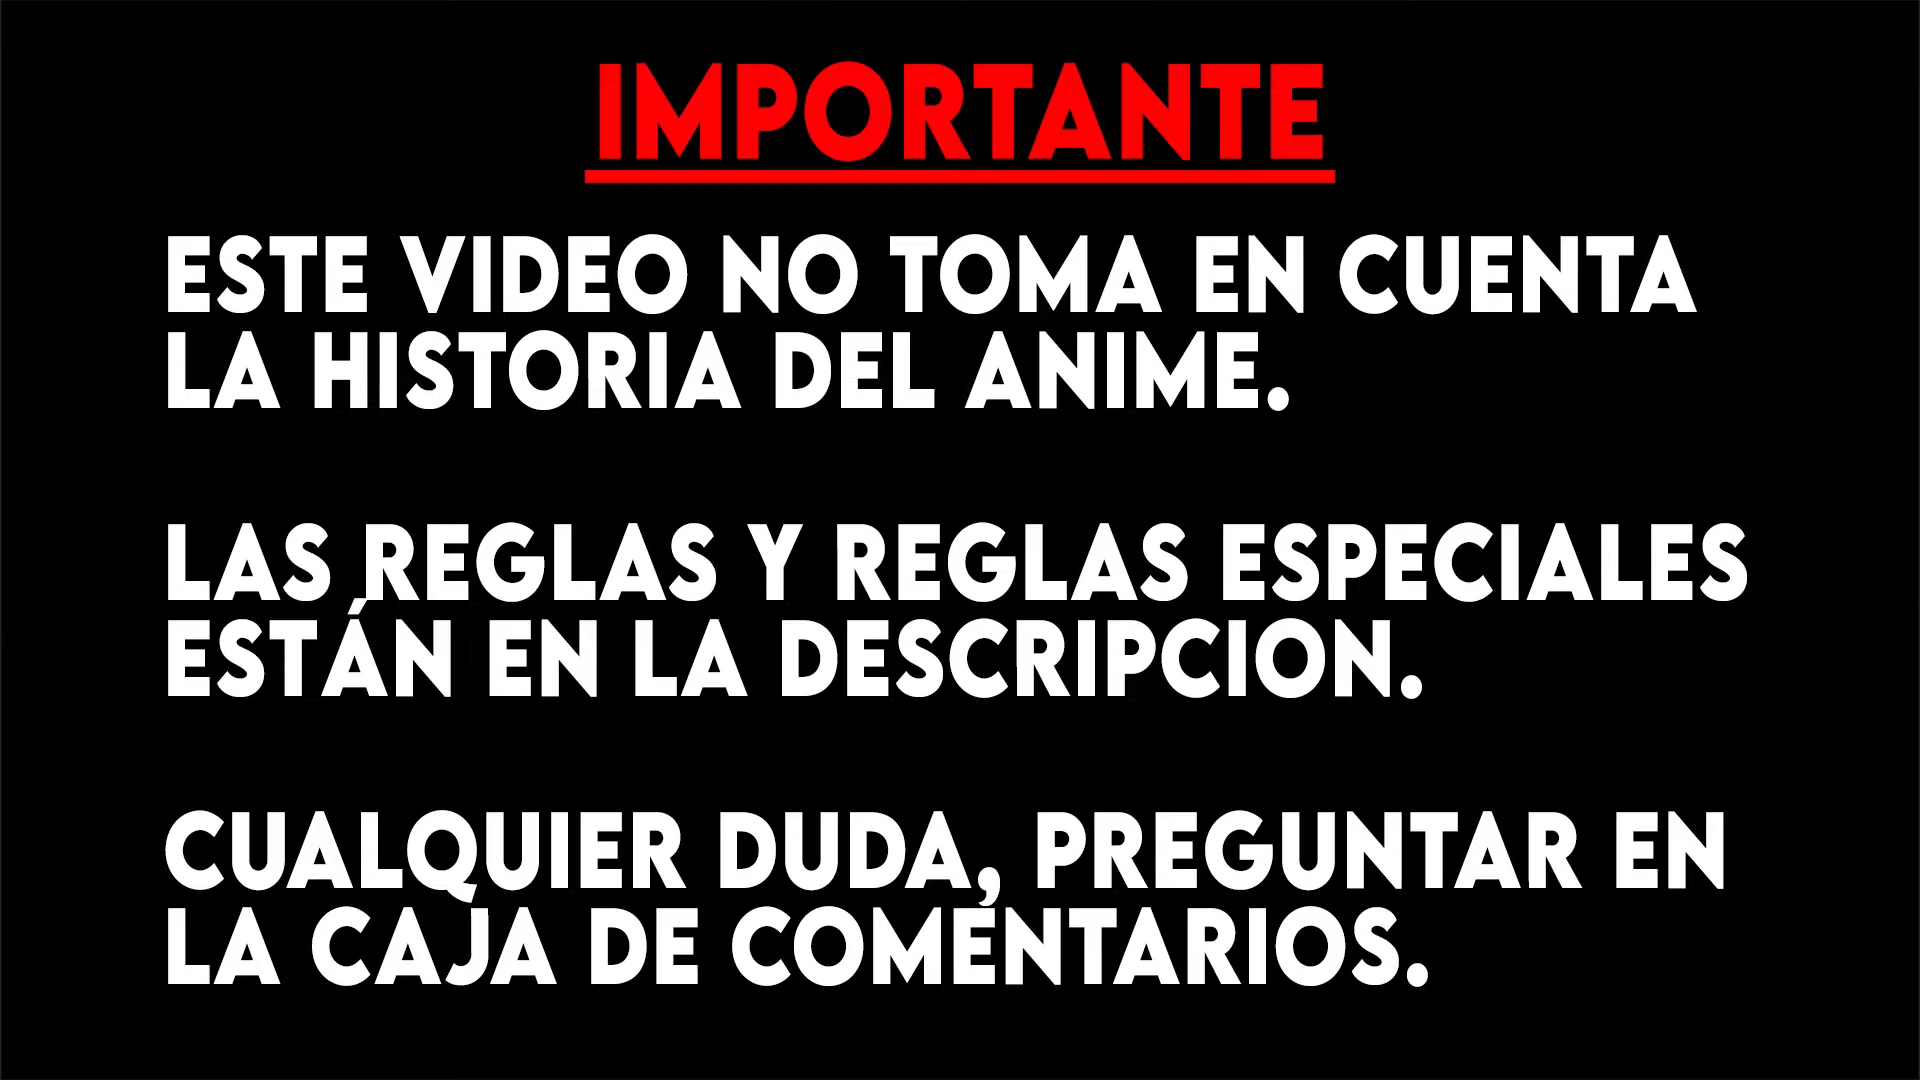 IMPORTANTE
ESTE VIDEO NO TOMA EN CUENTA
LA HISTORIA DEL ANIME.
LAS REGLAS Y REGLAS ESPECIALES
ESTÁN EN LA DESCRIPCION.
CUALQUIER DUDA, PREGUNTAR EN
LA CAJA DE COMENTARIOS.